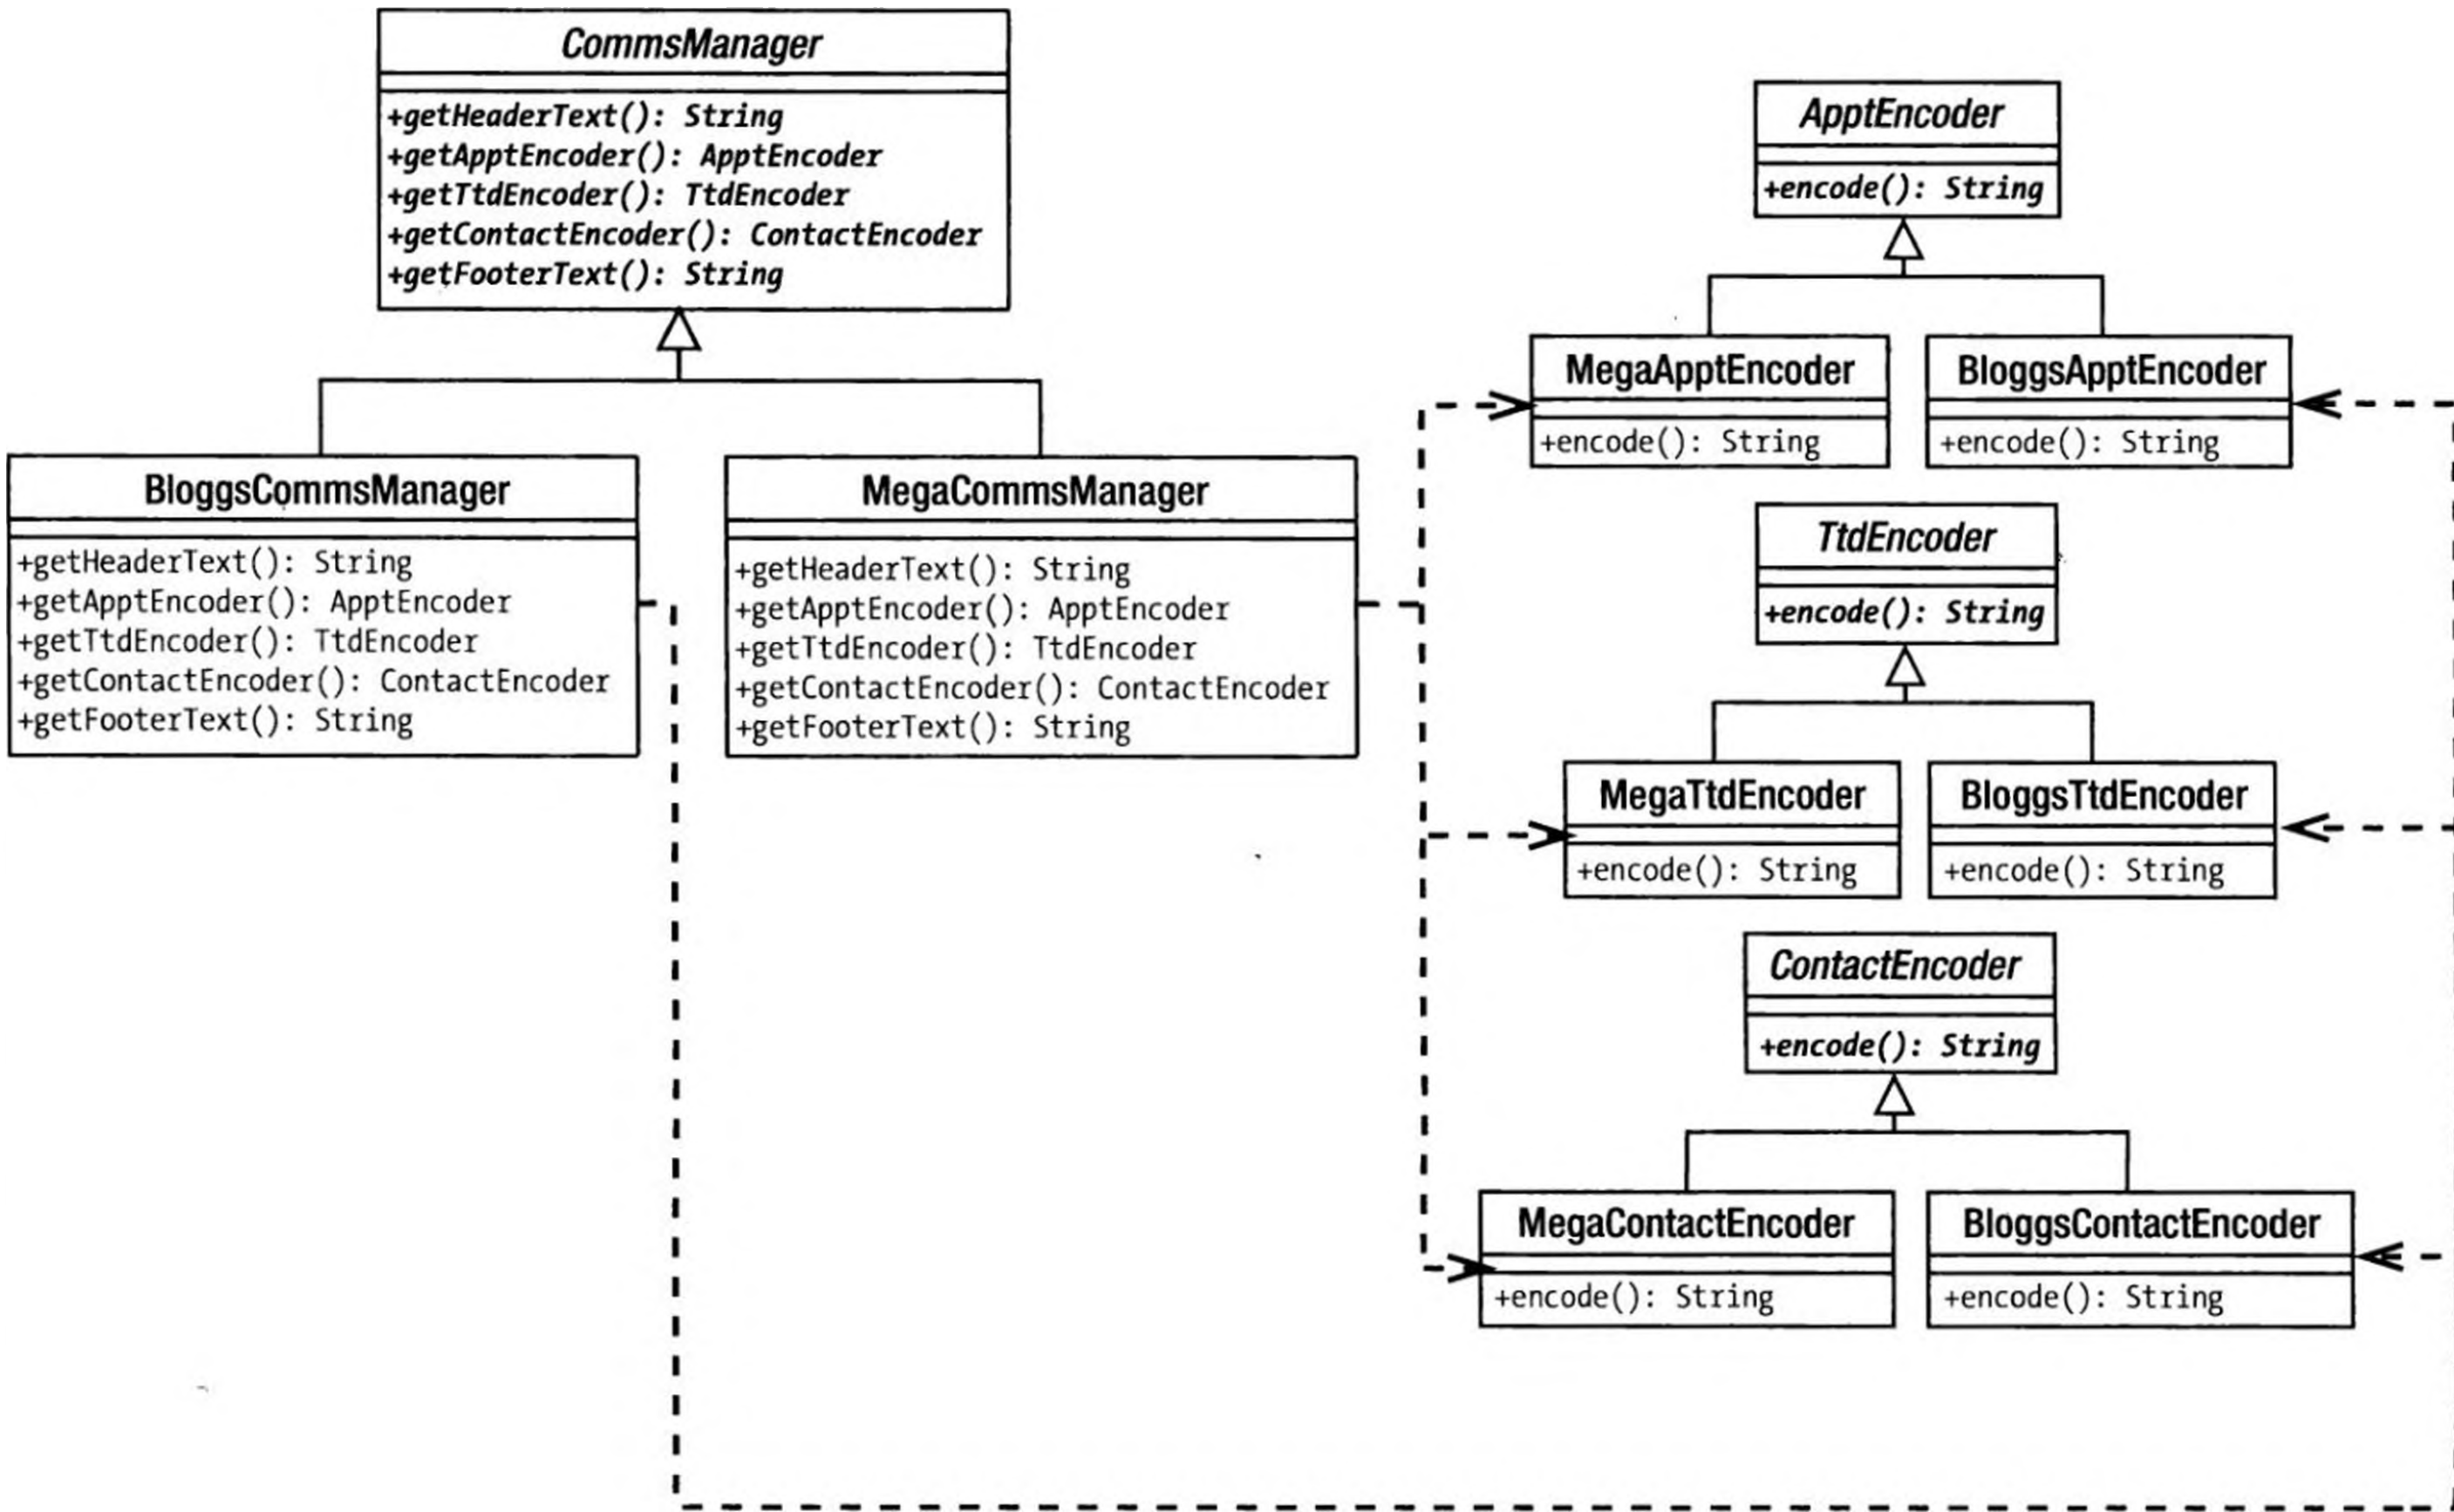 CommsManager
+getHeaderText(): String
+getApptEncoder(): ApptEncoder
+getTtdEncoder(): TtdEncoder
+getContactEncoder(): ContactEncoder
+getFooterText(): String
BloggsCommsManager
+getHeaderText(): String
+getApptEncoder(): ApptEncoder
+getTtdEncoder(): TtdEncoder
+getContactEncoder(): ContactEncoder
+getFooterText(): String
MegaCommsManager
+getHeaderText(): String
+getApptEncoder(): ApptEncoder
+getTtdEncoder(): TtdEncoder
+getContactEncoder(): ContactEncoder
+getFooterText(): String
ApptEncoder
+encode(): String
MegaApptEncoder
+encode(): String
BloggsApptEncoder
+encode(): String
TtdEncoder
+encode(): String
MegaTtdEncoder
+encode(): String
BloggsTtdEncoder
+encode(): String
ContactEncoder
+encode(): String
MegaContactEncoder
+encode(): String
BloggsContactEncoder
+encode(): String